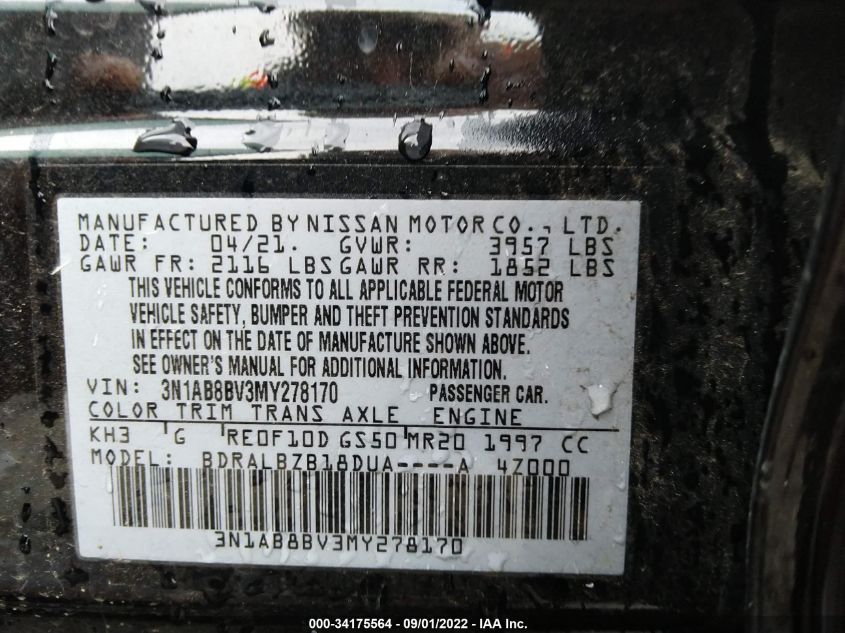 MANUFACTURED BY NISSAN MOTOR CO., LTD.
DATE: 04/21. GVWR: 3957 LBS
GAWR FR: 2116 LBS GAWR RR: 1852 LBS
THIS VEHICLE CONFORMS TO ALL APPLICABLE FEDERAL MOTOR
VEHICLE SAFETY, BUMPER AND THEFT PREVENTION STANDARDS
IN EFFECT ON THE DATE OF MANUFACTURE SHOWN ABOVE.
SEE OWNER'S MANUAL FOR ADDITIONAL INFORMATION.
VIN: 3N1AB8BV3MY278170 PASSENGER CAR.
COLOR TRIM TRANS AXLE ENGINE
KH3 G RE0F10D GS50 MR20 1997 CC
MODEL: BDRALBZB18DUA----A 4Z000
3N1AB8BV3MY278170
000-34175564 - 09/01/2022 - IAA Inc.